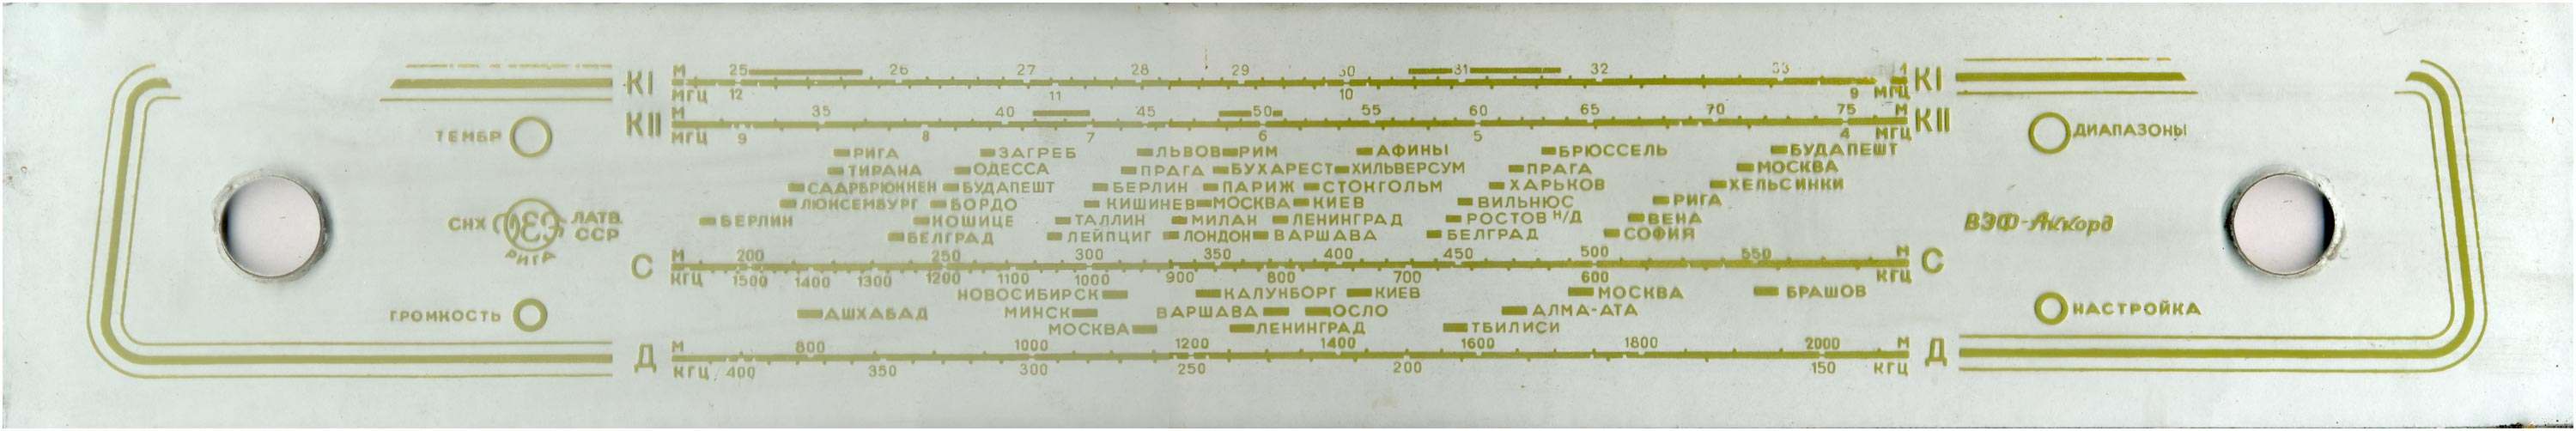 М 25 26 27 28 29 30 31 32 33
КI КI
МГЦ 12 11 10 9 МГЦ
М 35 40 45 50 55 60 65 70 75 М
КII КII
МГЦ 9 8 7 6 5 4 МГЦ
ТЕМБР ДИАПАЗОНЫ
РИГА ЗАГРЕБ ЛЬВОВ РИМ АФИНЫ БРЮССЕЛЬ БУДАПЕШТ
ТИРАНА ОДЕССА ПРАГА БУХАРЕСТ ХИЛЬВЕРСУМ ПРАГА МОСКВА
СААРБРЮККЕН БУДАПЕШТ БЕРЛИН ПАРИЖ СТОКГОЛЬМ ХАРЬКОВ ХЕЛЬСИНКИ
ЛЮКСЕМБУРГ БОРДО КИШИНЕВ МОСКВА КИЕВ ВИЛЬНЮС РИГА
БЕРЛИН КОШИЦЕ ТАЛЛИН МИЛАН ЛЕНИНГРАД РОСТОВ Н/Д ВЕНА
БЕЛГРАД ЛЕЙПЦИГ ЛОНДОН ВАРШАВА БЕЛГРАД СОФИЯ
СНХ ВЭФ ЛАТВ. ССР
РИГА
ВЭФ-Аккорд
М 200 250 300 350 400 450 500 550 М
С С
КГЦ 1500 1400 1300 1200 1100 1000 900 800 700 600 КГЦ
НОВОСИБИРСК КАЛУНБОРГ КИЕВ МОСКВА БРАШОВ
АШХАБАД МИНСК ВАРШАВА ОСЛО АЛМА-АТА
МОСКВА ЛЕНИНГРАД ТБИЛИСИ
ГРОМКОСТЬ НАСТРОЙКА
М 800 1000 1200 1400 1600 1800 2000 М
Д Д
КГЦ 400 350 300 250 200 150 КГЦ